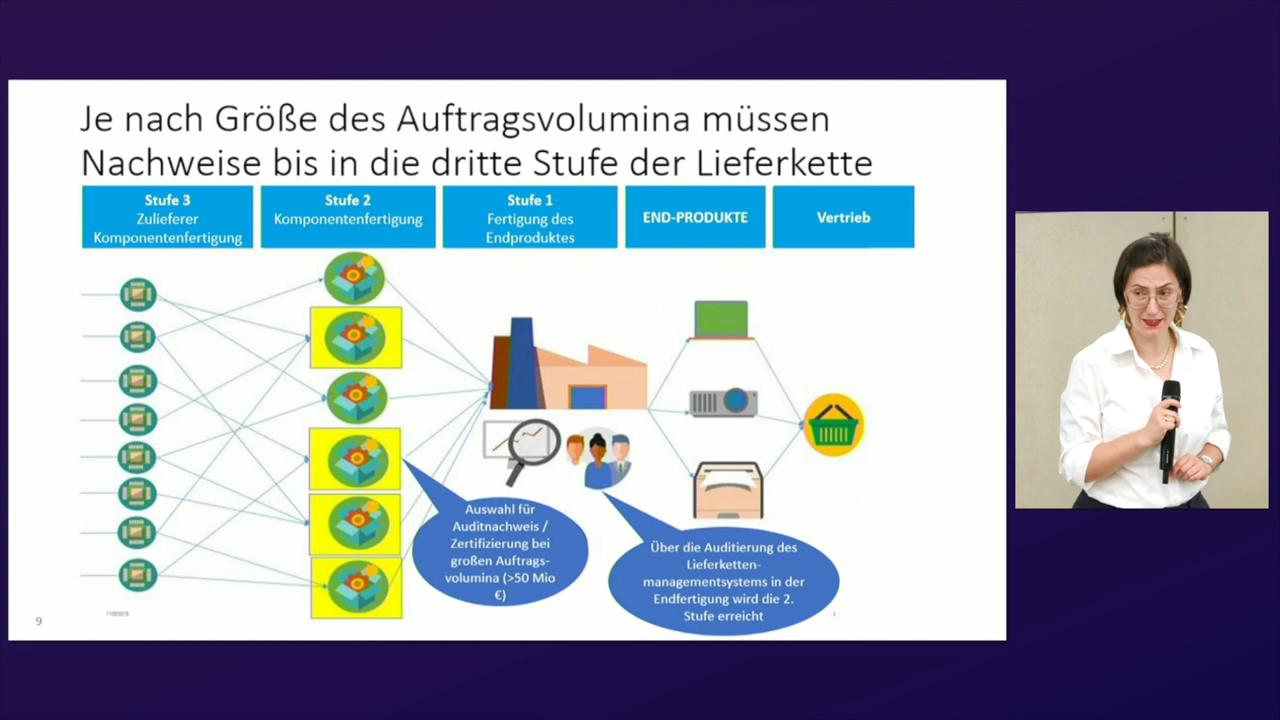 Je nach Größe des Auftragsvolumina müssen
Nachweise bis in die dritte Stufe der Lieferkette
Stufe 3
Zulieferer
Komponentenfertigung
Stufe 2
Komponentenfertigung
Stufe 1
Fertigung des
Endproduktes
END-PRODUKTE
Vertrieb
Auswahl für
Auditnachweis /
Zertifizierung bei
großen Auftrags-
volumina (>50 Mio
€)
Über die Auditierung des
Lieferketten-
managementsystems in der
Endfertigung wird die 2.
Stufe erreicht
9